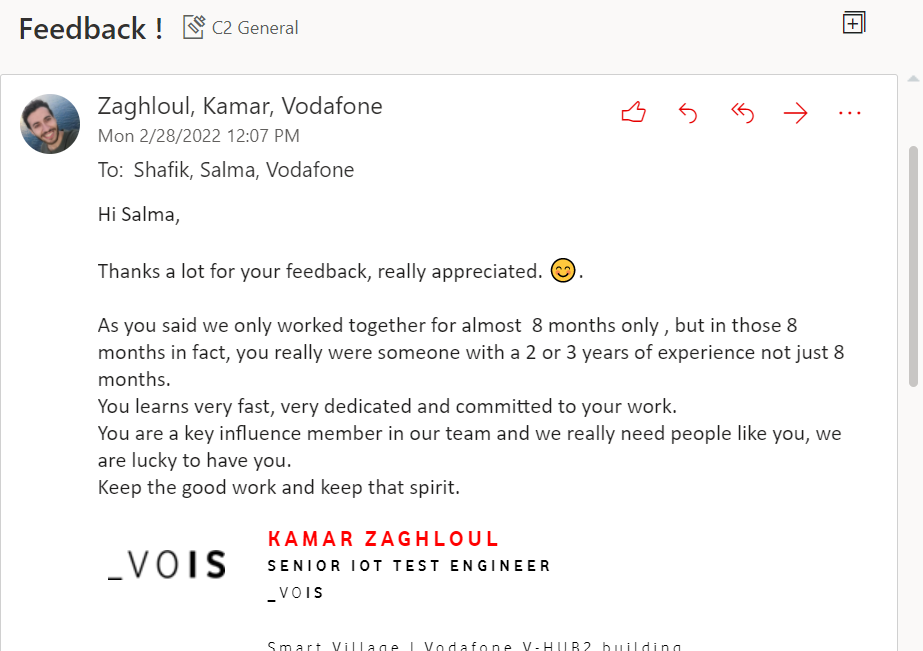 Feedback ! C2 General
Zaghloul, Kamar, Vodafone
Mon 2/28/2022 12:07 PM
To: Shafik, Salma, Vodafone
Hi Salma,
Thanks a lot for your feedback, really appreciated. 😊.
As you said we only worked together for almost  8 months only , but in those 8
months in fact, you really were someone with a 2 or 3 years of experience not just 8
months.
You learns very fast, very dedicated and committed to your work.
You are a key influence member in our team and we really need people like you, we
are lucky to have you.
Keep the good work and keep that spirit.
_VOIS
KAMAR ZAGHLOUL
SENIOR IOT TEST ENGINEER
_VOIS
Smart Village | Vodafone V-HUB2 building